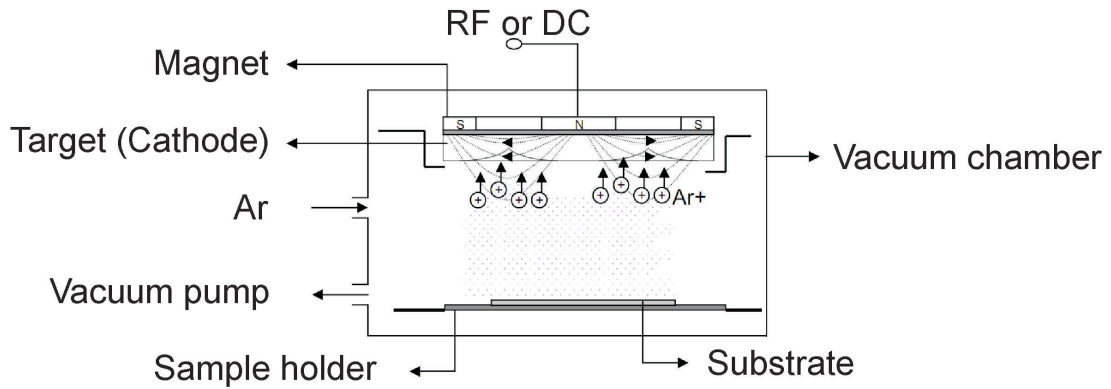 RF or DC
Magnet
S N S
Target (Cathode)
Vacuum chamber
+ + + + + + + +
Ar+
Ar
Vacuum pump
Sample holder
Substrate